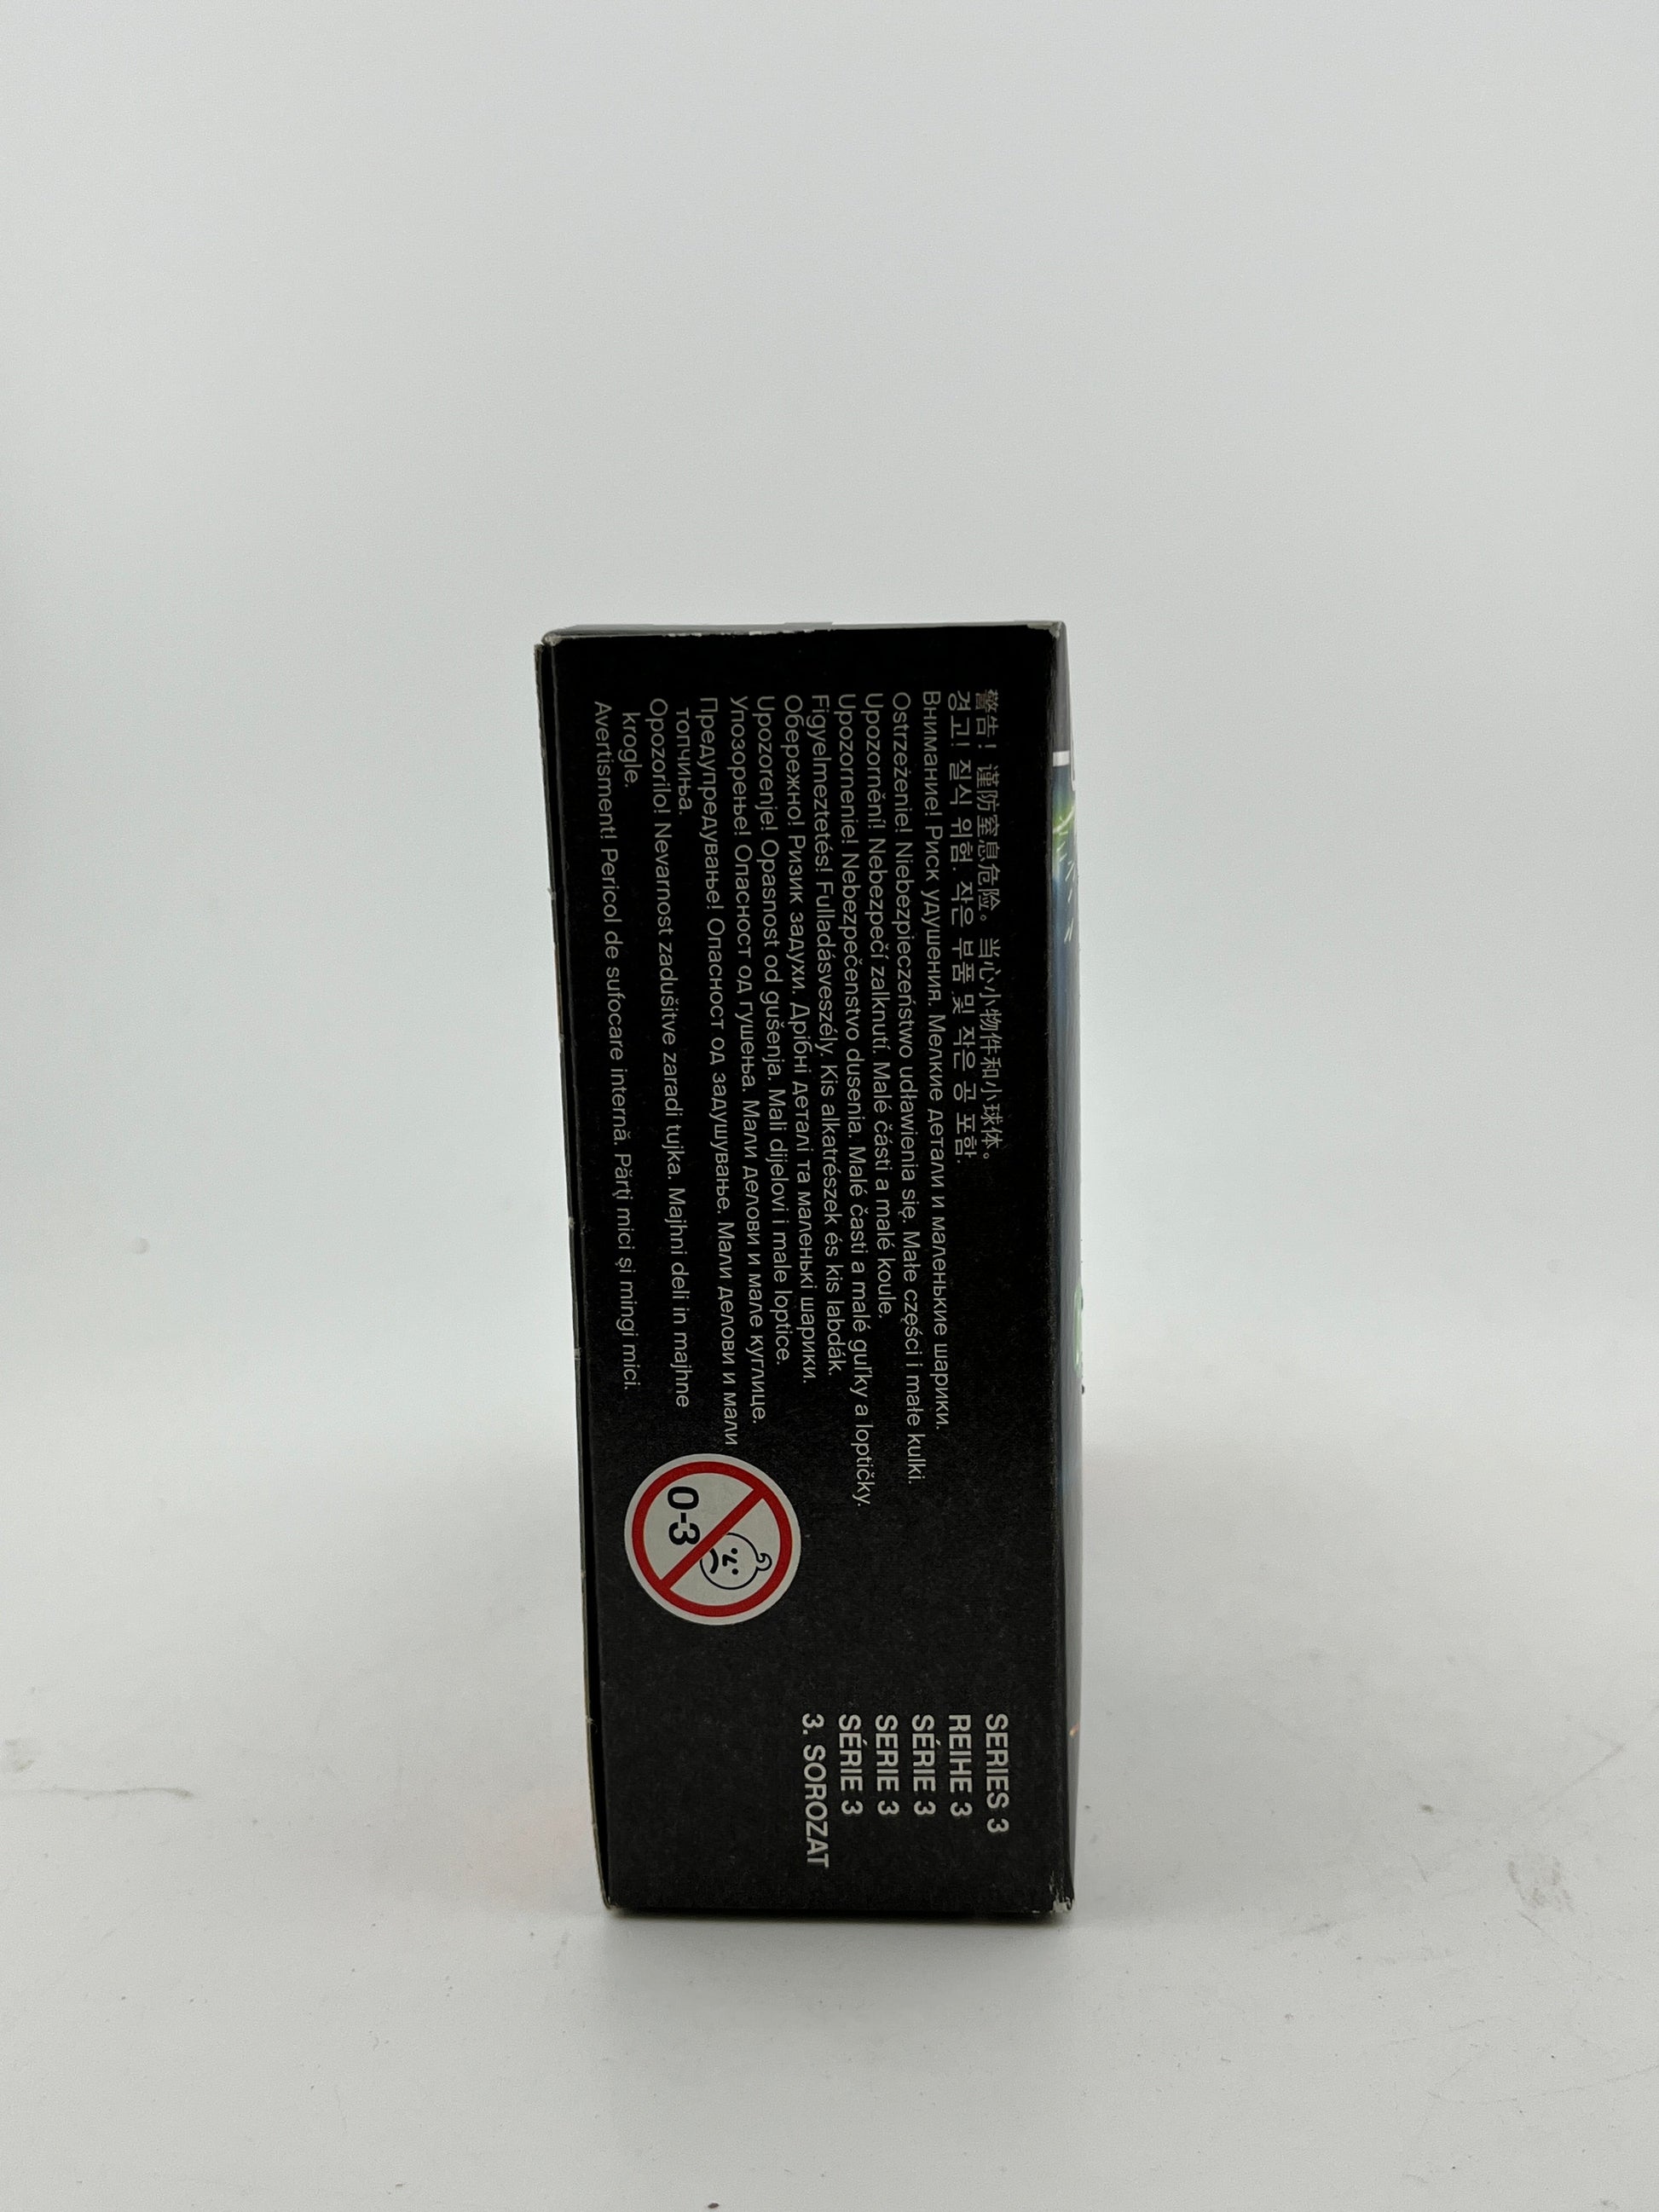 警告！谨防窒息危险。当心小物件和小球体。
경고! 질식 위험. 작은 부품 및 작은 공 포함.
Внимание! Риск удушения. Мелкие детали и маленькие шарики.
Ostrzeżenie! Niebezpieczeństwo udławienia się. Małe części i małe kulki.
Upozornění! Nebezpečí zalknutí. Malé části a malé koule.
Upozornenie! Nebezpečenstvo dusenia. Malé časti a malé guľky a loptičky.
Figyelmeztetés! Fulladásveszély. Kis alkatrészek és kis labdák.
Обережно! Ризик задухи. Дрібні деталі та маленькі шарики.
Upozorenje! Opasnost od gušenja. Mali dijelovi i male loptice.
Упозорење! Опасност од гушења. Мали делови и мале куглице.
Предупредување! Опасност од задушување. Мали делови и мали
топчиња.
Opozorilo! Nevarnost zadušitve zaradi tujka. Majhni deli in majhne
krogle.
Avertisment! Pericol de sufocare internă. Părţi mici şi mingi mici.
0-3
SERIES 3
REIHE 3
SÉRIE 3
SERIE 3
SÉRIE 3
3. SOROZAT